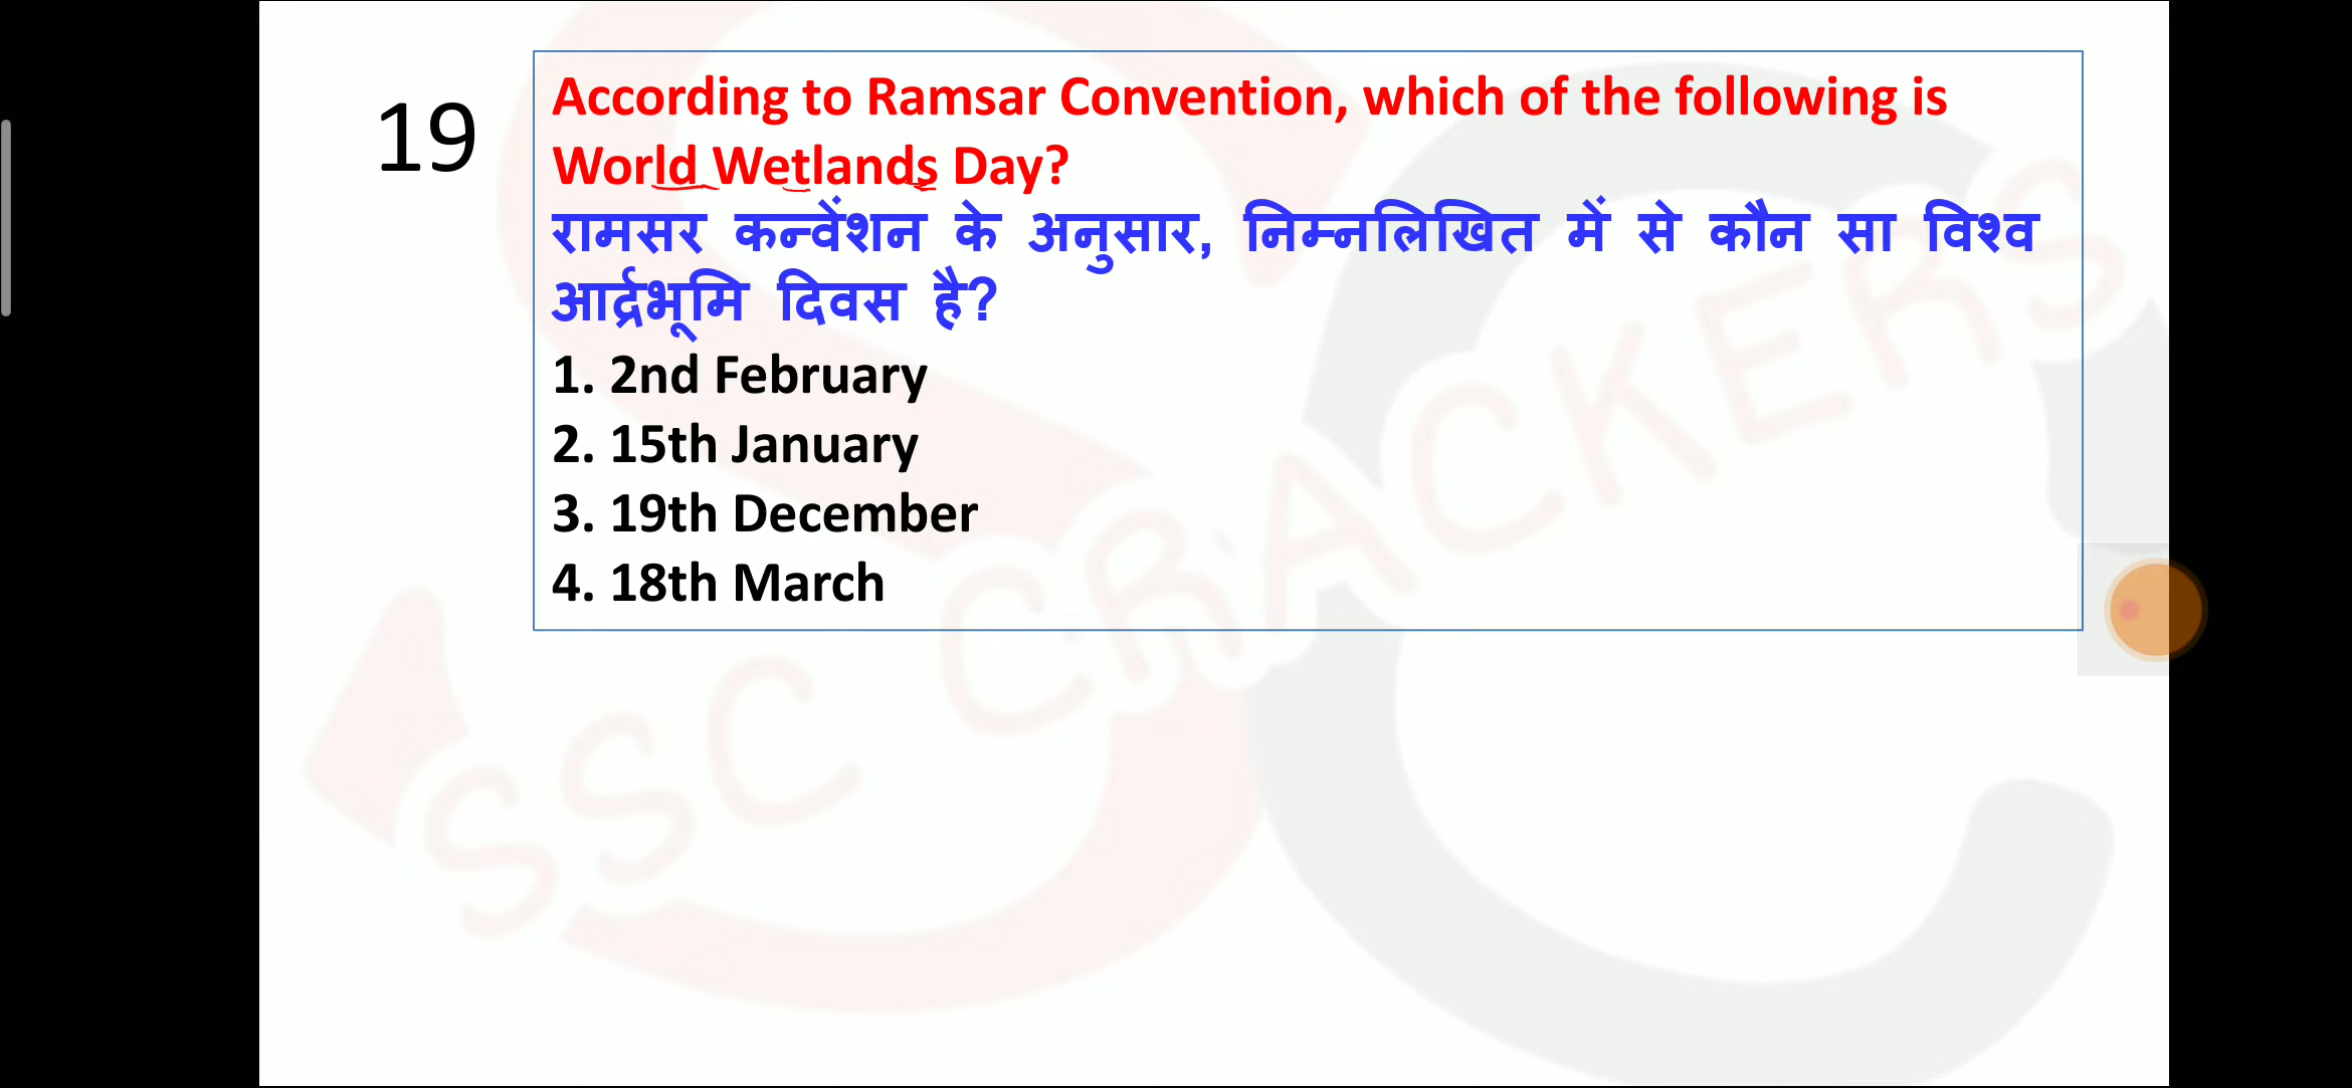 19
According to Ramsar Convention, which of the following is
World Wetlands Day?
रामसर कन्वेंशन के अनुसार, निम्नलिखित में से कौन सा विश्व
आर्द्रभूमि दिवस है?
1. 2nd February
2. 15th January
3. 19th December
4. 18th March
SSC CRACKERS